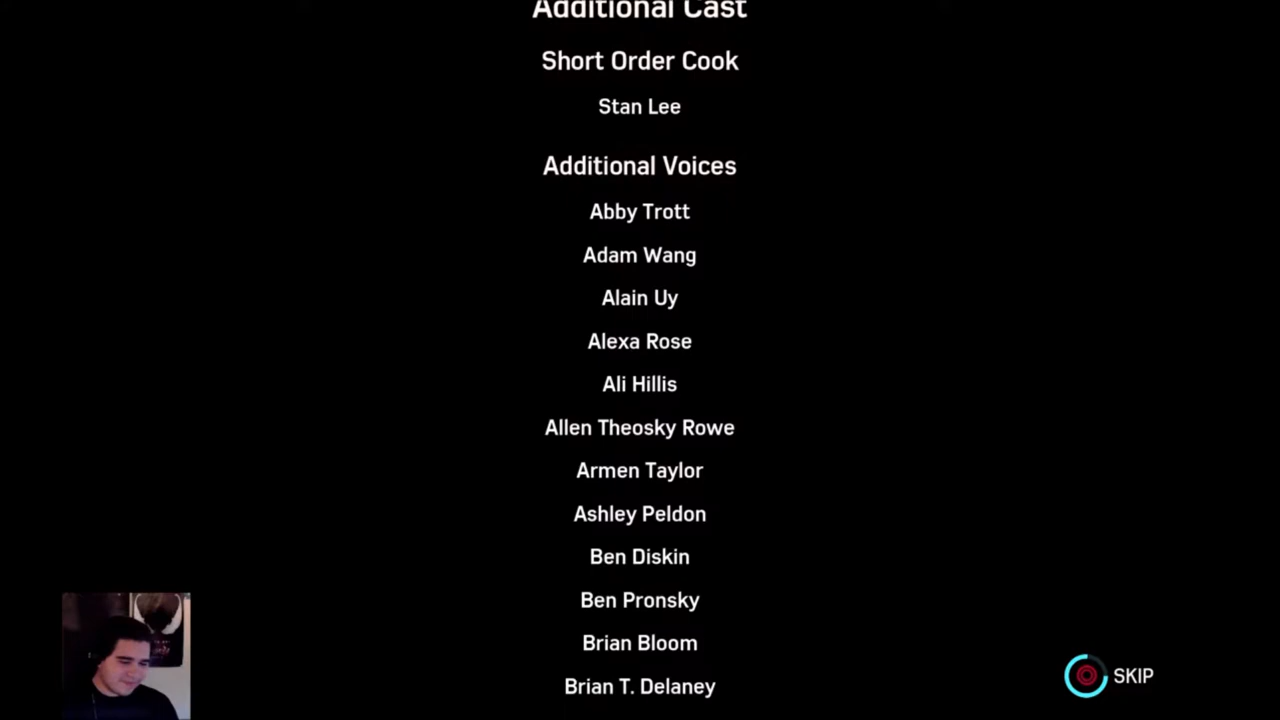 Additional Cast
Short Order Cook
Stan Lee
Additional Voices
Abby Trott
Adam Wang
Alain Uy
Alexa Rose
Ali Hillis
Allen Theosky Rowe
Armen Taylor
Ashley Peldon
Ben Diskin
Ben Pronsky
Brian Bloom
Brian T. Delaney
SKIP